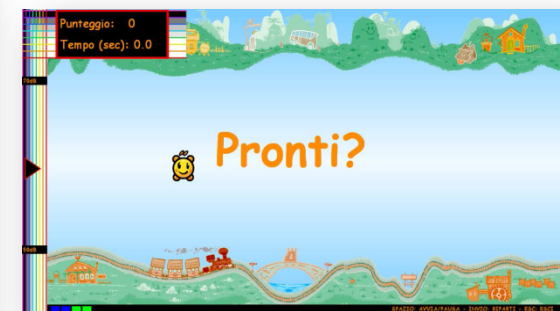 Punteggio: 0
Tempo (sec): 0.0
Pronti?
SPAZIO: AVVIA/PAUSA - INVIO: RIPARTI - ESC: ESCI